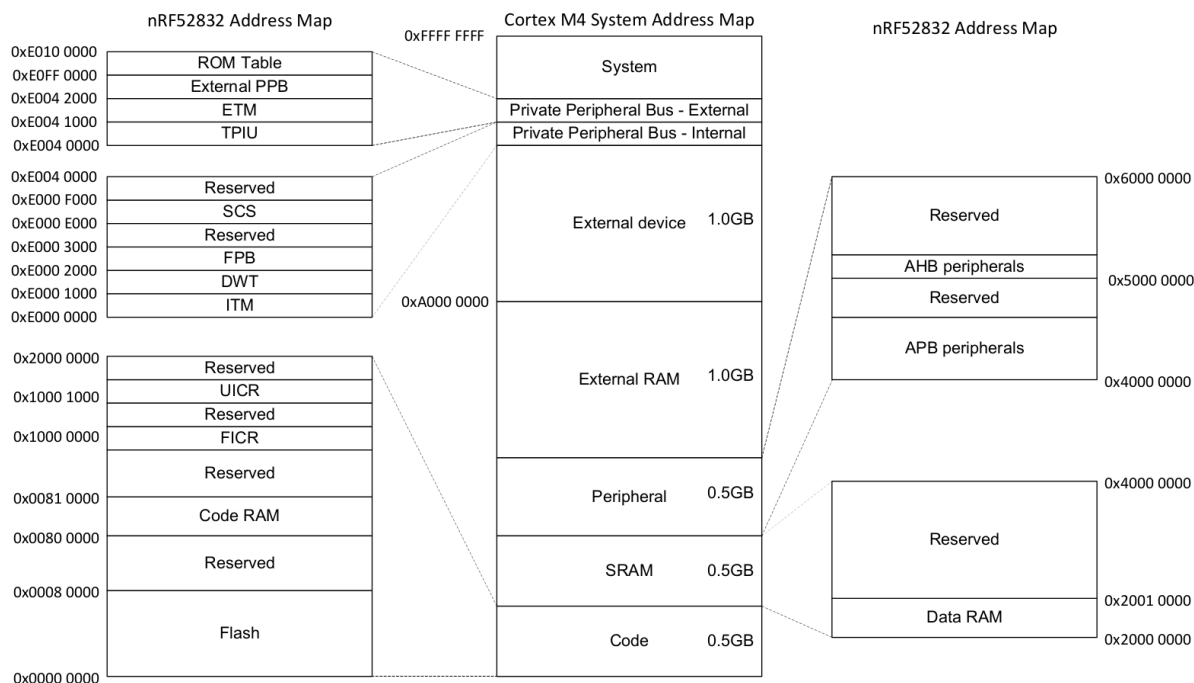 nRF52832 Address Map
0xE010 0000
ROM Table
0xE0FF 0000
External PPB
0xE004 2000
ETM
0xE004 1000
TPIU
0xE004 0000
0xE004 0000
Reserved
0xE000 F000
SCS
0xE000 E000
Reserved
0xE000 3000
FPB
0xE000 2000
DWT
0xE000 1000
ITM
0xE000 0000
0x2000 0000
Reserved
UICR
0x1000 1000
Reserved
0x1000 0000
FICR
Reserved
0x0081 0000
Code RAM
0x0080 0000
Reserved
0x0008 0000
Flash
0x0000 0000
Cortex M4 System Address Map
0xFFFF FFFF
System
Private Peripheral Bus - External
Private Peripheral Bus - Internal
External device 1.0GB
0xA000 0000
External RAM 1.0GB
Peripheral 0.5GB
SRAM 0.5GB
Code 0.5GB
nRF52832 Address Map
0x6000 0000
Reserved
AHB peripherals
0x5000 0000
Reserved
APB peripherals
0x4000 0000
0x4000 0000
Reserved
0x2001 0000
Data RAM
0x2000 0000